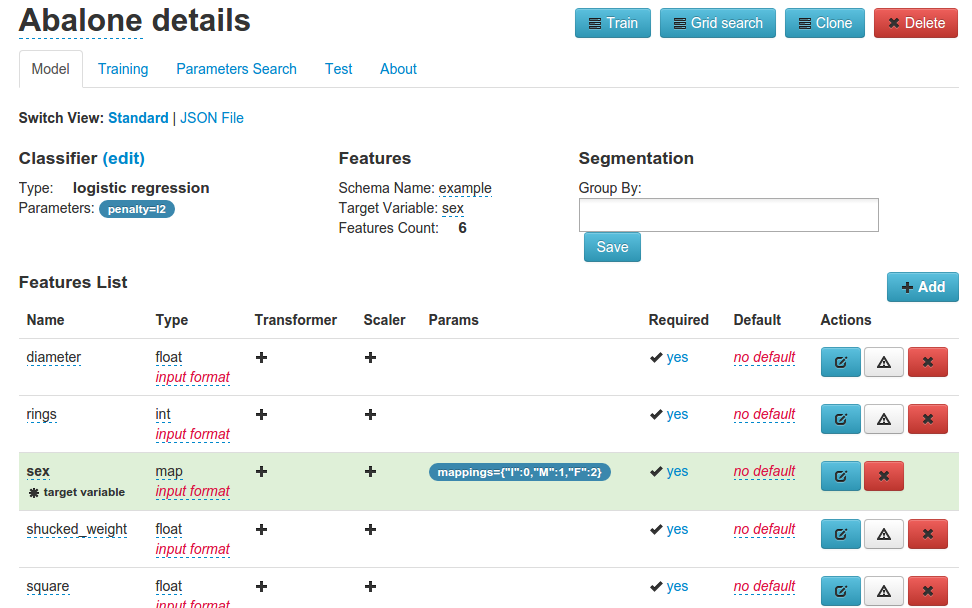 Abalone details
Train Grid search Clone Delete
Model Training Parameters Search Test About
Switch View: Standard | JSON File
Classifier (edit) Features Segmentation
Type: logistic regression Schema Name: example Group By:
Parameters: penalty=l2 Target Variable: sex
Features Count: 6
Save
Features List Add
Name Type Transformer Scaler Params Required Default Actions
diameter float yes no default
input format
rings int yes no default
input format
sex map mappings={"I":0,"M":1,"F":2} yes no default
target variable input format
shucked_weight float yes no default
input format
square float yes no default
input format